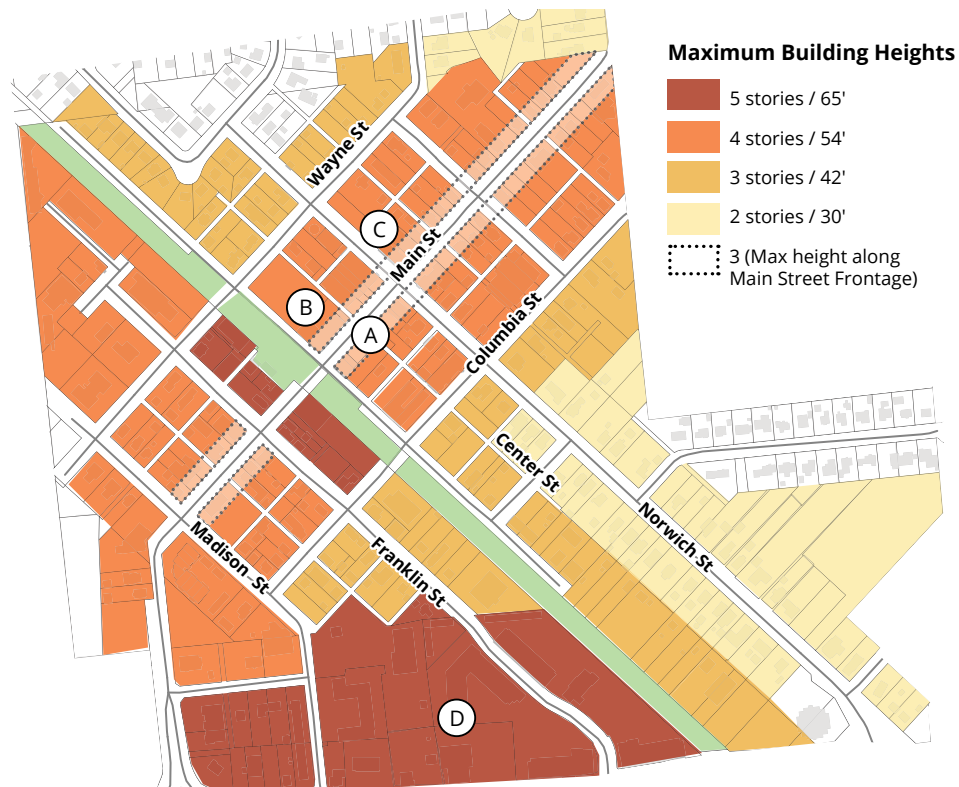 Maximum Building Heights
5 stories / 65'
4 stories / 54'
3 stories / 42'
2 stories / 30'
3 (Max height along
Main Street Frontage)
Wayne St
C
Main St
B
A
Columbia St
Center St
Norwich St
Madison St
Franklin St
D